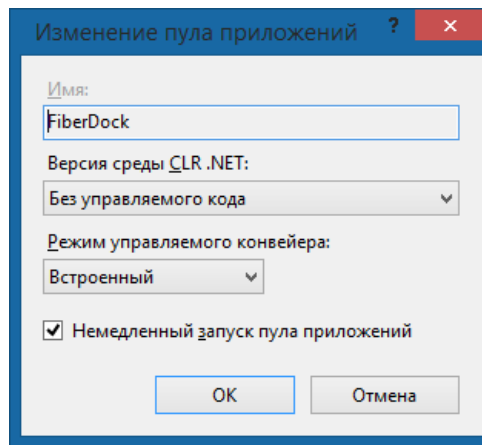 Изменение пула приложений ?
Имя:
FiberDock
Версия среды CLR .NET:
Без управляемого кода
Режим управляемого конвейера:
Встроенный
Немедленный запуск пула приложений
ОК Отмена